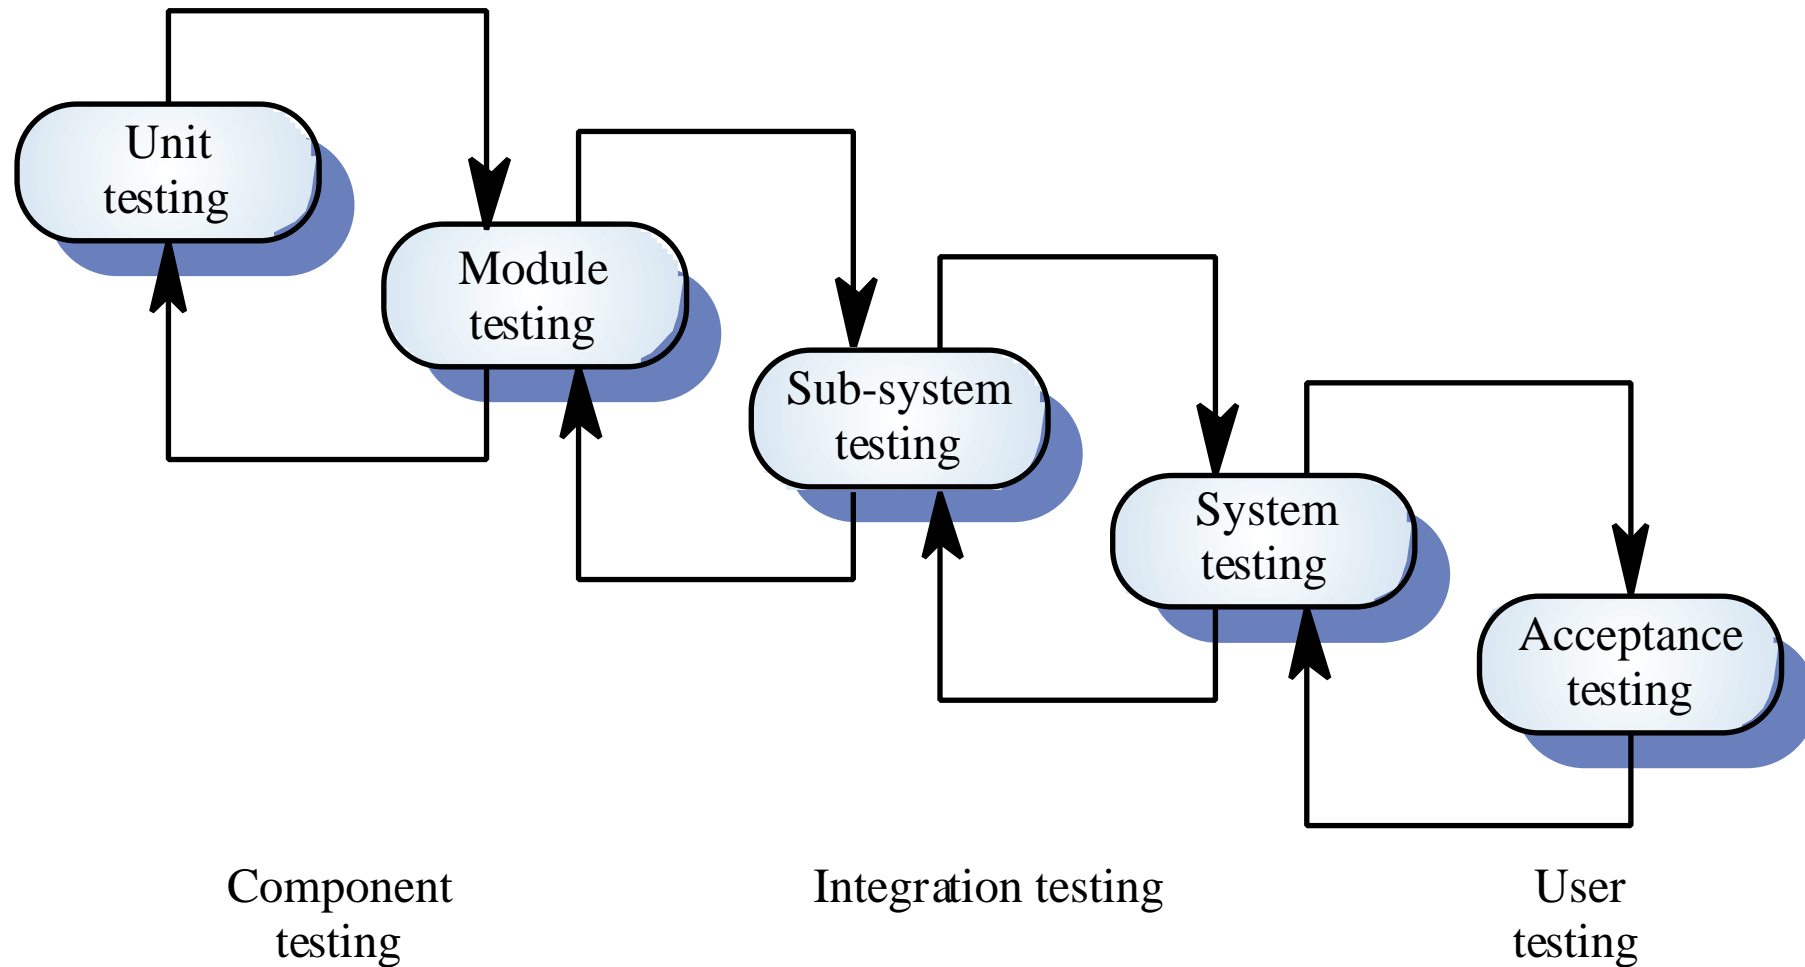 Unit
testing
Module
testing
Sub-system
testing
System
testing
Acceptance
testing
Component
testing
Integration testing
User
testing